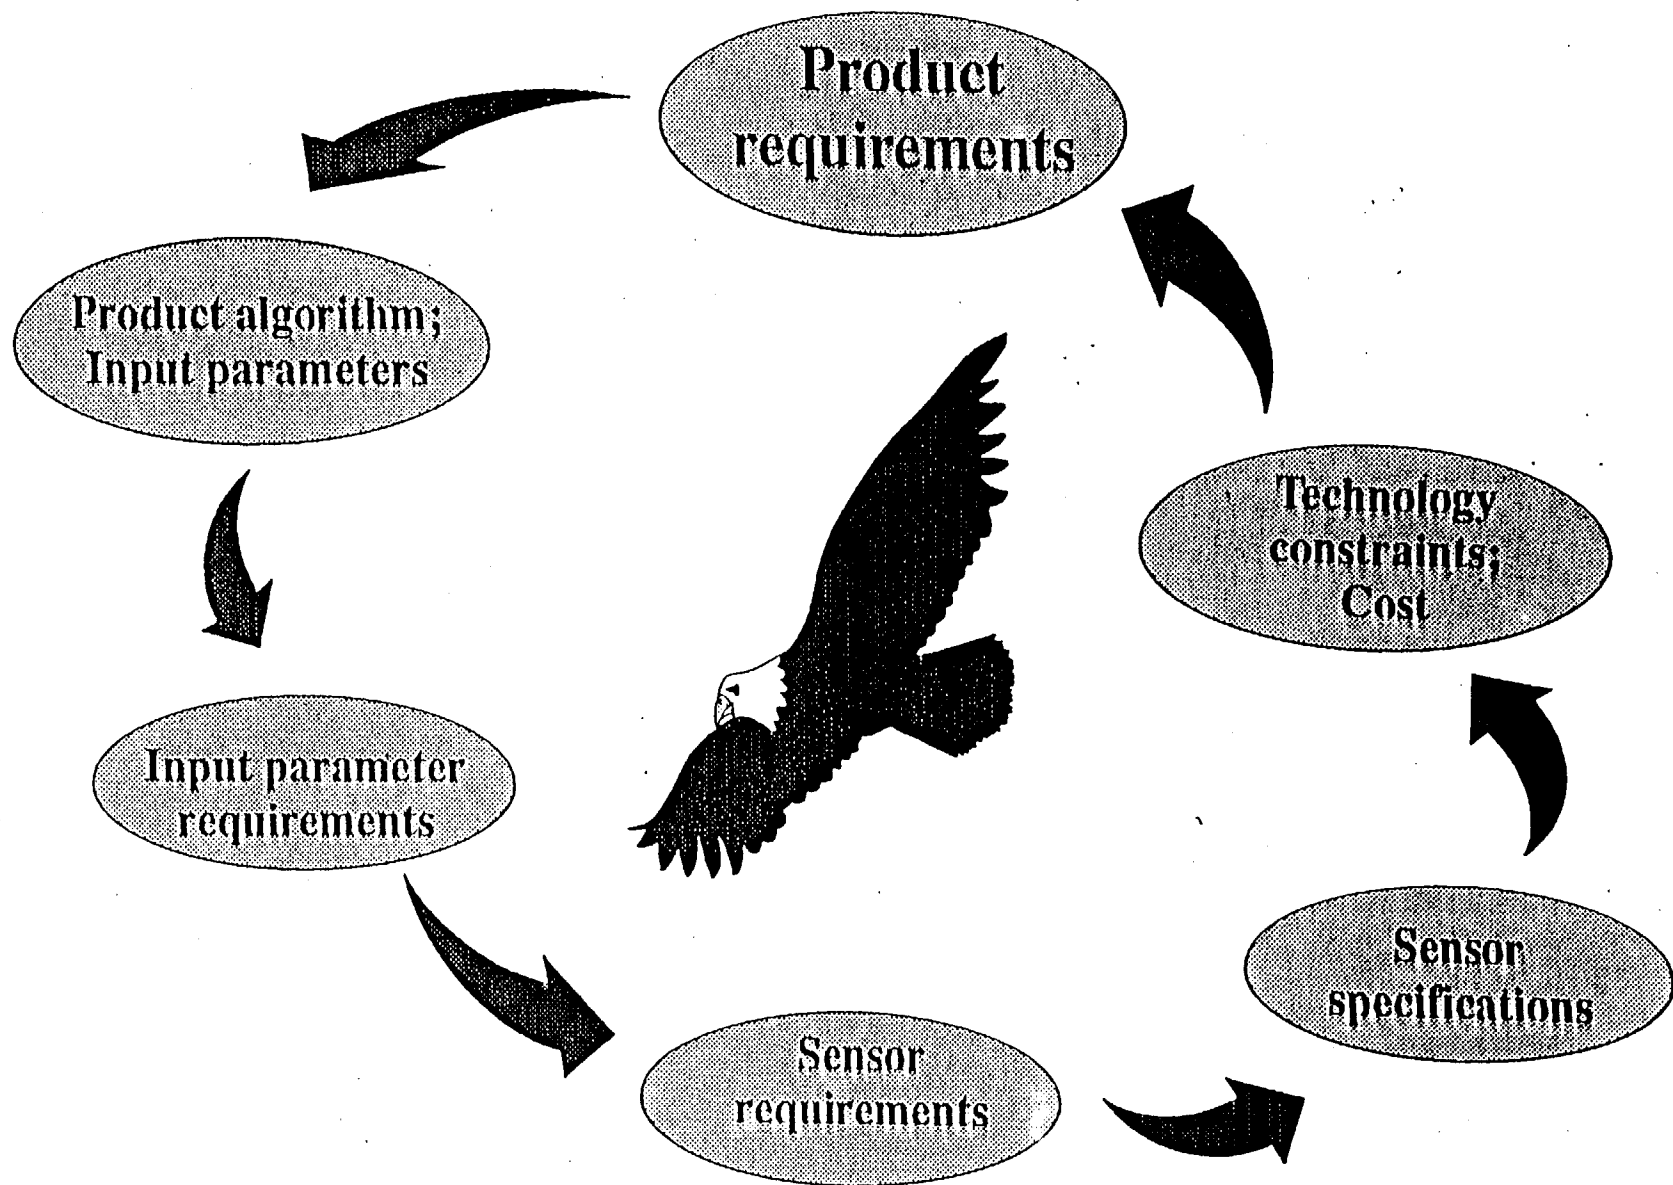 Product
requirements
Product algorithm;
Input parameters
Input parameter
requirements
Sensor
requirements
Sensor
specifications
Technology
constraints;
Cost